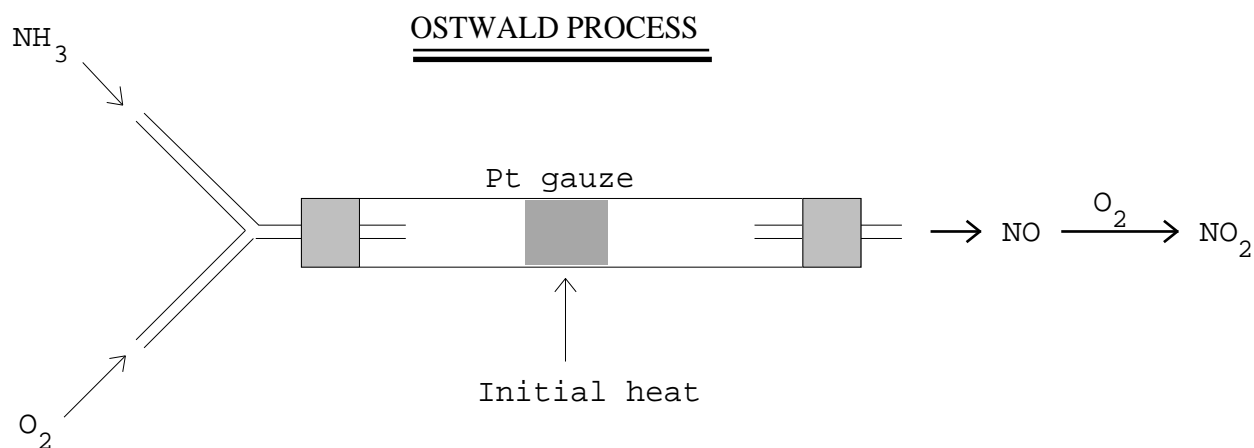 OSTWALD PROCESS
NH3
Pt gauze
O2
NO
NO2
Initial heat
O2